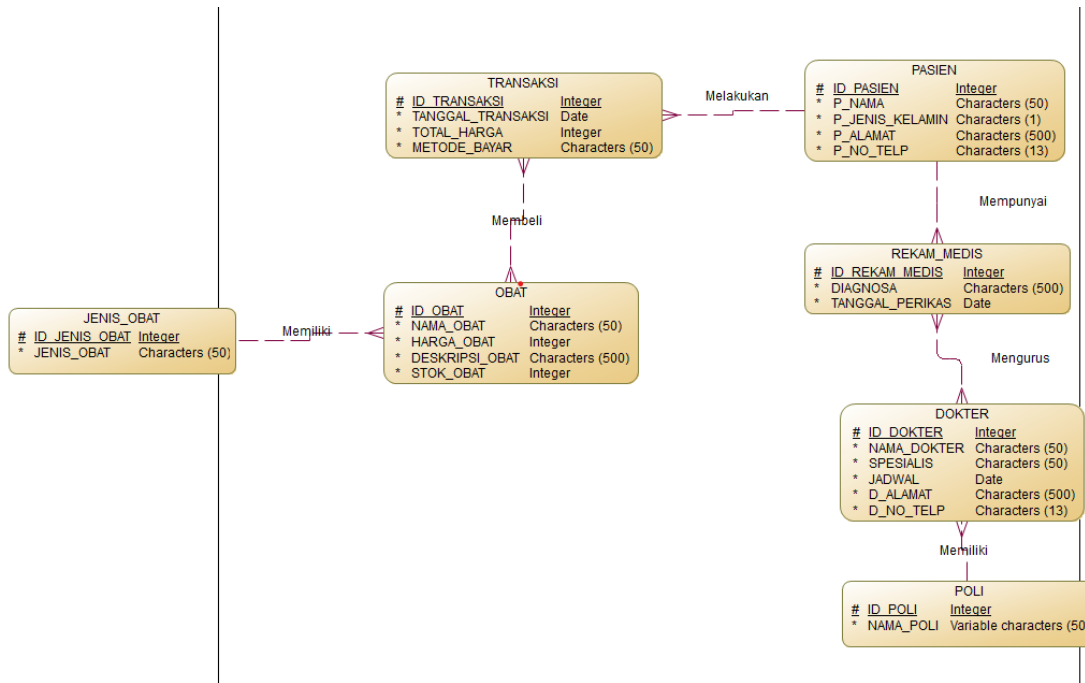 TRANSAKSI
# ID_TRANSAKSI Integer
* TANGGAL_TRANSAKSI Date
* TOTAL_HARGA Integer
* METODE_BAYAR Characters (50)
Melakukan
PASIEN
# ID_PASIEN Integer
* P_NAMA Characters (50)
* P_JENIS_KELAMIN Characters (1)
* P_ALAMAT Characters (500)
* P_NO_TELP Characters (13)
Membeli
Mempunyai
REKAM_MEDIS
# ID_REKAM_MEDIS Integer
* DIAGNOSA Characters (500)
* TANGGAL_PERIKAS Date
JENIS_OBAT
# ID_JENIS_OBAT Integer
* JENIS_OBAT Characters (50)
Memiliki
OBAT
# ID_OBAT Integer
* NAMA_OBAT Characters (50)
* HARGA_OBAT Integer
* DESKRIPSI_OBAT Characters (500)
* STOK_OBAT Integer
Mengurus
DOKTER
# ID_DOKTER Integer
* NAMA_DOKTER Characters (50)
* SPESIALIS Characters (50)
* JADWAL Date
* D_ALAMAT Characters (500)
* D_NO_TELP Characters (13)
Memiliki
POLI
# ID_POLI Integer
* NAMA_POLI Variable characters (50